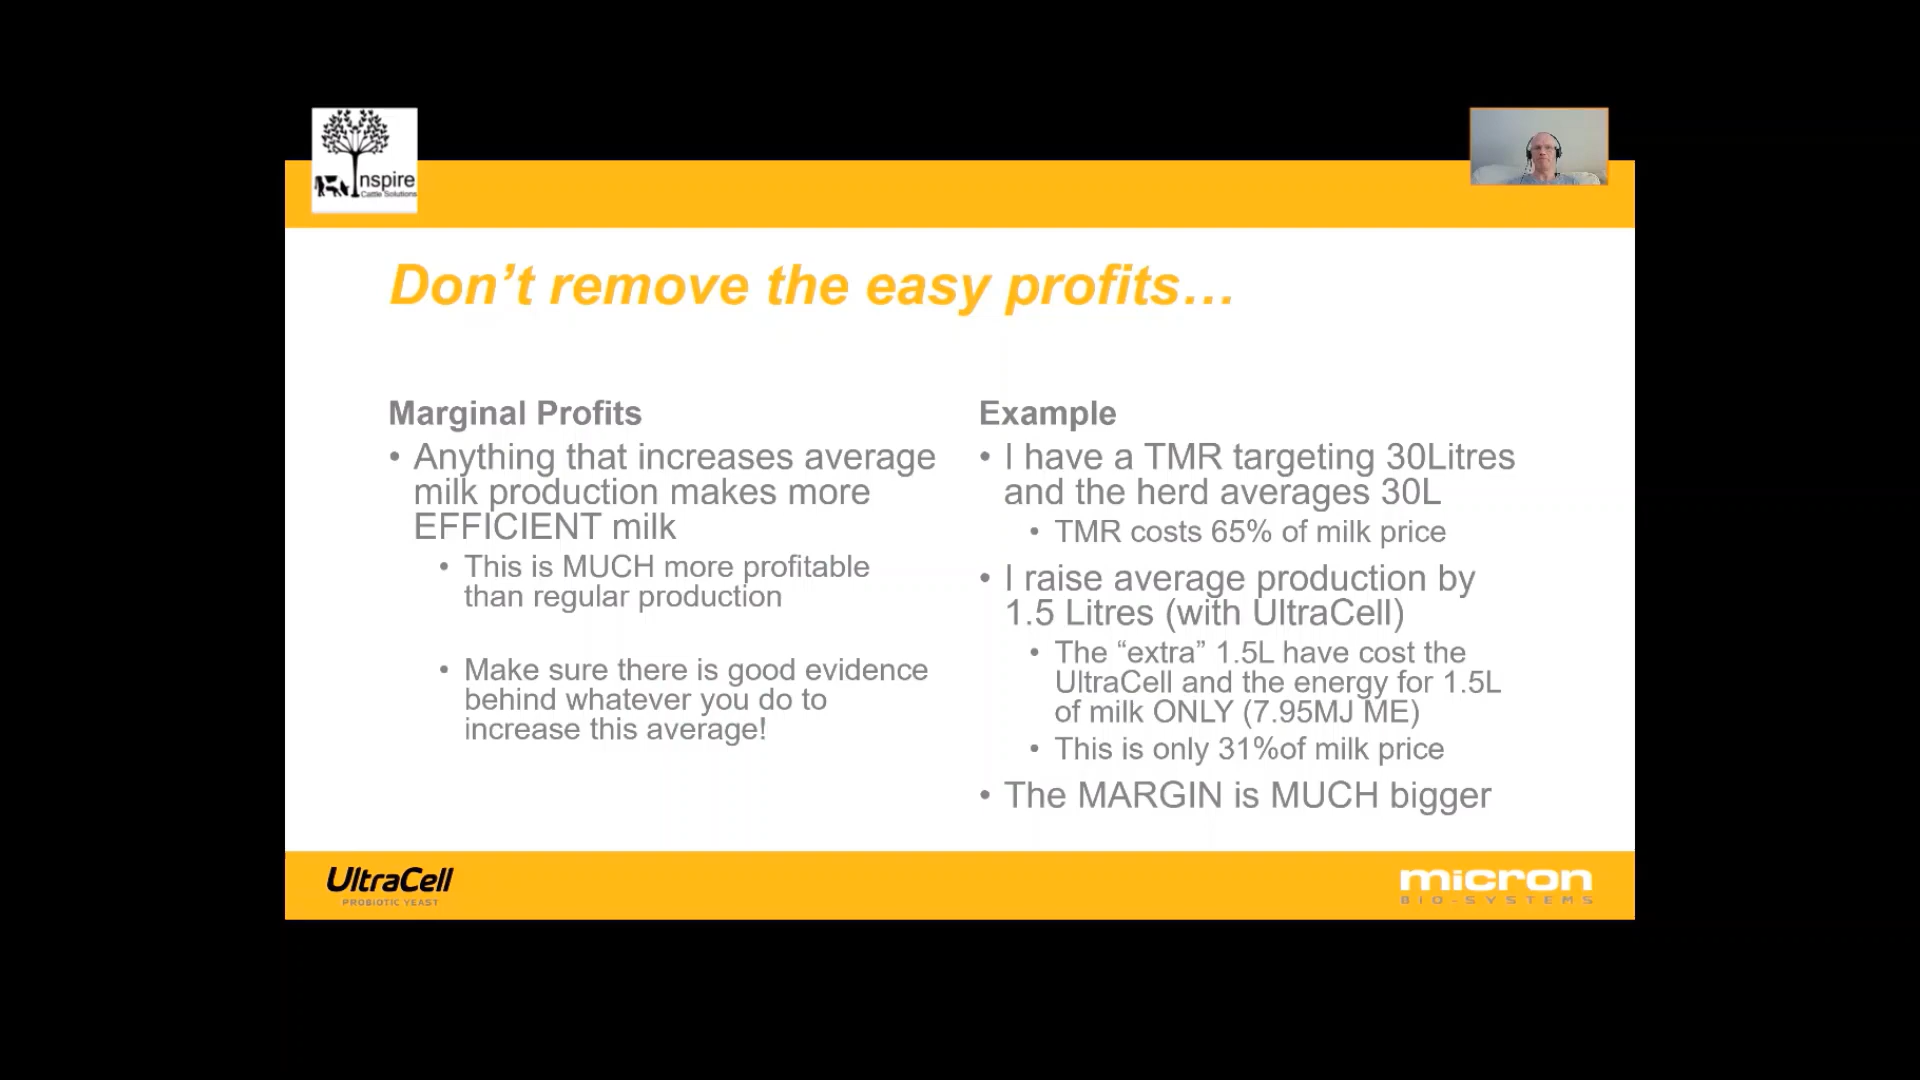 nspire
Cattle Solutions
Don’t remove the easy profits…
Marginal Profits
• Anything that increases average
milk production makes more
EFFICIENT milk
• This is MUCH more profitable
than regular production
• Make sure there is good evidence
behind whatever you do to
increase this average!
Example
• I have a TMR targeting 30Litres
and the herd averages 30L
• TMR costs 65% of milk price
• I raise average production by
1.5 Litres (with UltraCell)
• The “extra” 1.5L have cost the
UltraCell and the energy for 1.5L
of milk ONLY (7.95MJ ME)
• This is only 31%of milk price
• The MARGIN is MUCH bigger
UltraCell
PROBIOTIC YEAST
micron
BIO-SYSTEMS